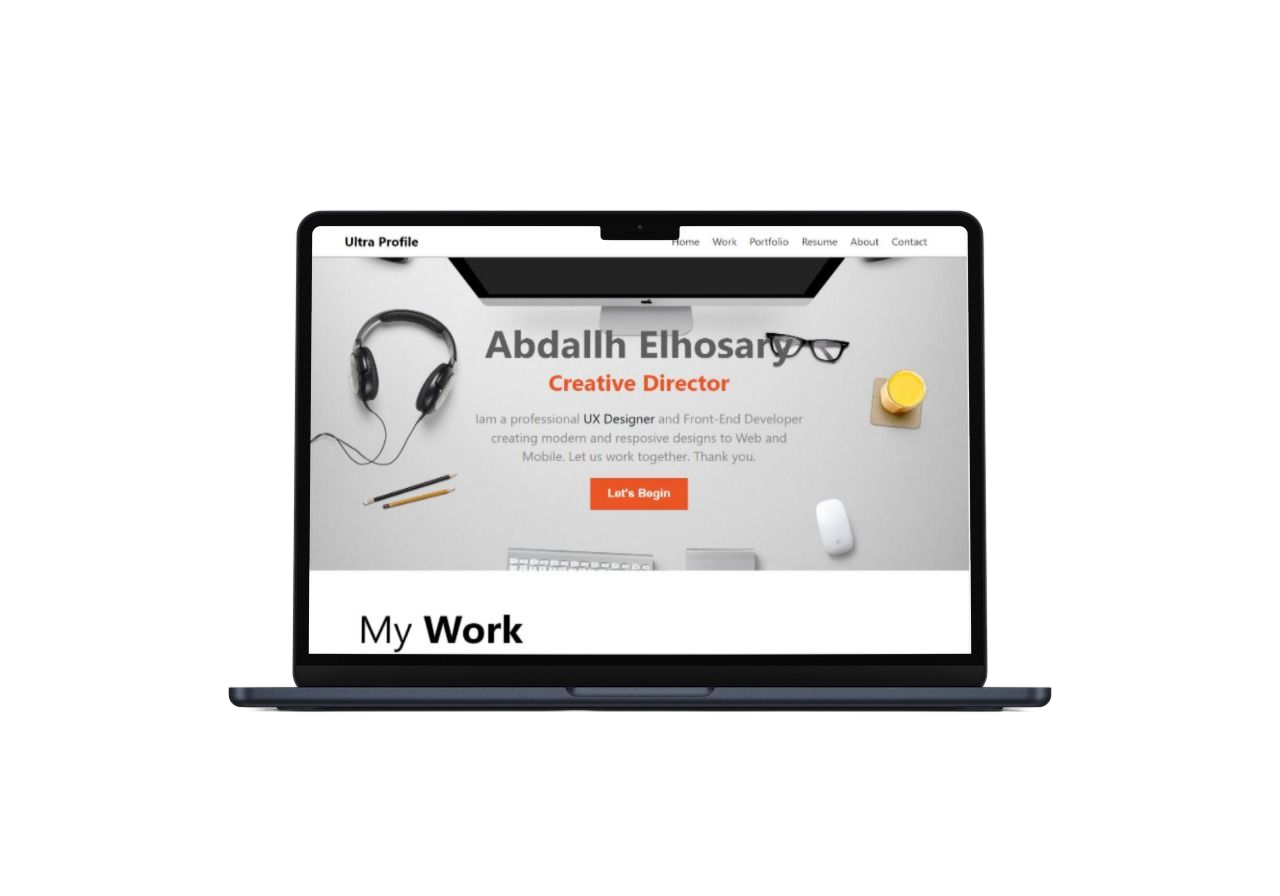 Ultra Profile
Home Work Portfolio Resume About Contact
Abdallh Elhosary
Creative Director
Iam a professional UX Designer and Front-End Developer
creating modern and resposive designs to Web and
Mobile. Let us work together. Thank you.
Let's Begin
My Work